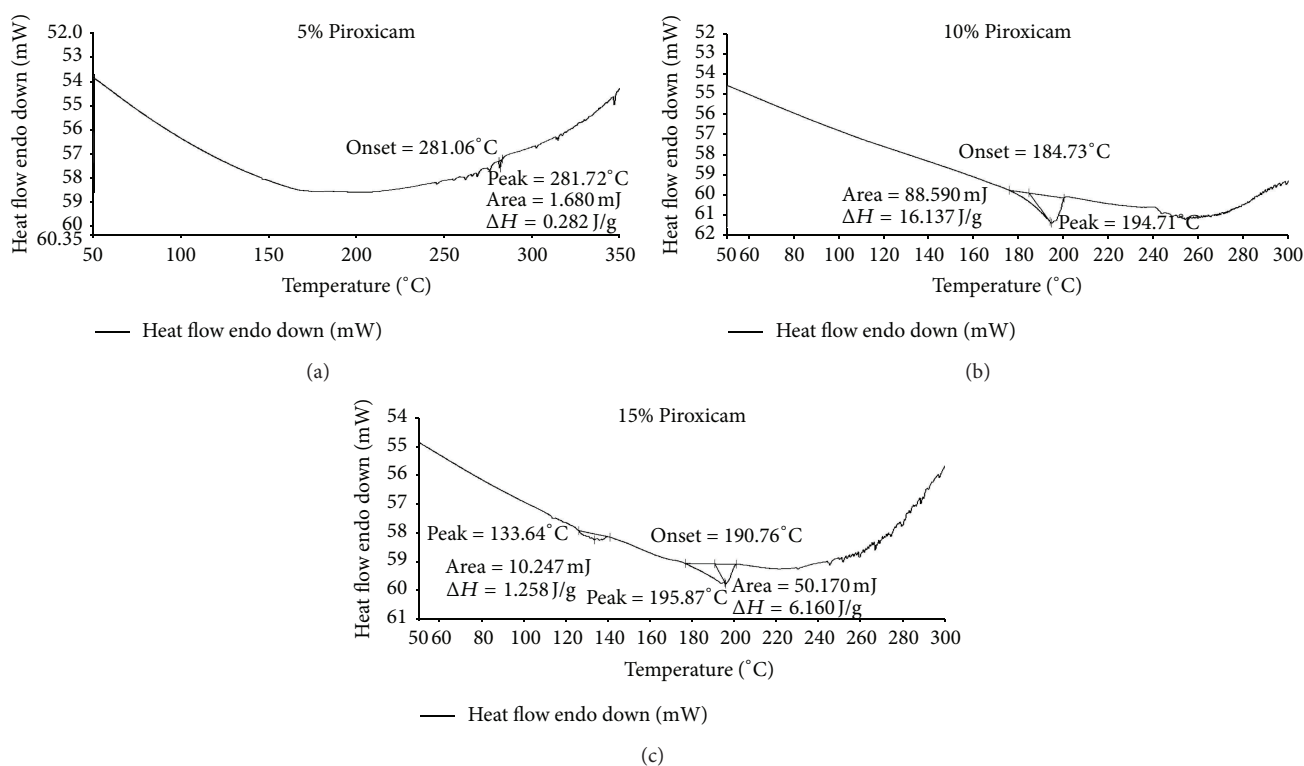 5% Piroxicam
Heat flow endo down (mW)
52.0
53
54
55
56
57
58
59
60
60.35
Onset = 281.06°C
Peak = 281.72°C
Area = 1.680 mJ
ΔH = 0.282 J/g
50 100 150 200 250 300 350
Temperature (°C)
Heat flow endo down (mW)
(a)
10% Piroxicam
Heat flow endo down (mW)
52
53
54
55
56
57
58
59
60
61
62
Onset = 184.73°C
Area = 88.590 mJ
ΔH = 16.137 J/g
Peak = 194.71°C
50 60 80 100 120 140 160 180 200 220 240 260 280 300
Temperature (°C)
Heat flow endo down (mW)
(b)
15% Piroxicam
Heat flow endo down (mW)
54
55
56
57
58
59
60
61
Peak = 133.64°C
Onset = 190.76°C
Area = 10.247 mJ
ΔH = 1.258 J/g
Peak = 195.87°C
Area = 50.170 mJ
ΔH = 6.160 J/g
50 60 80 100 120 140 160 180 200 220 240 260 280 300
Temperature (°C)
Heat flow endo down (mW)
(c)